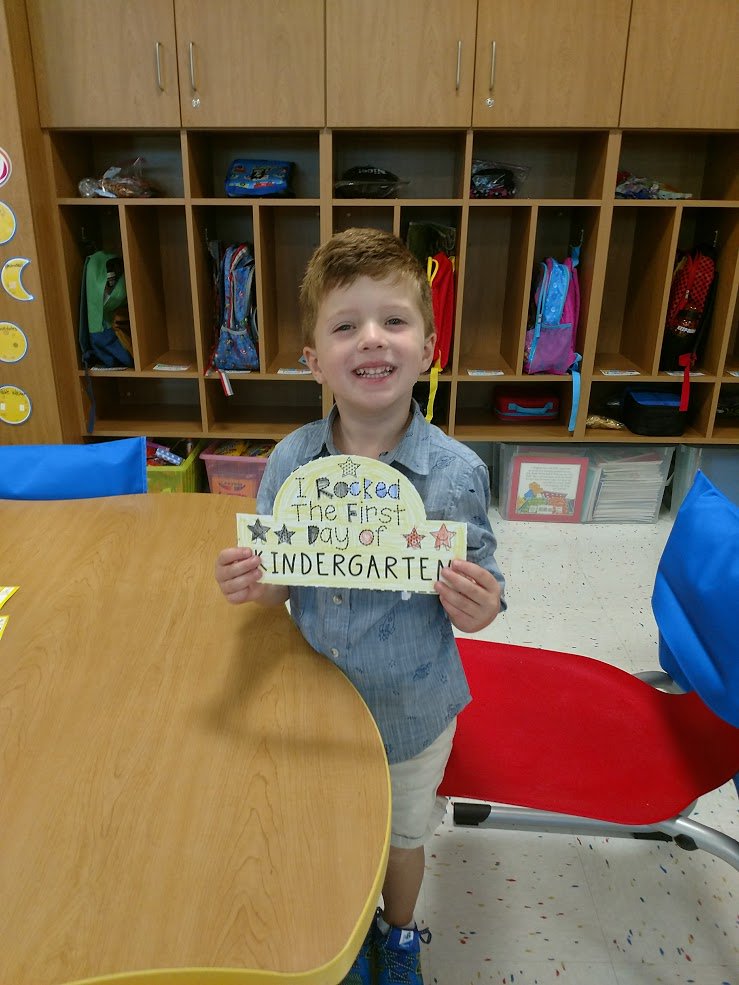 I Rocked
The First
Day of
KINDERGARTEN